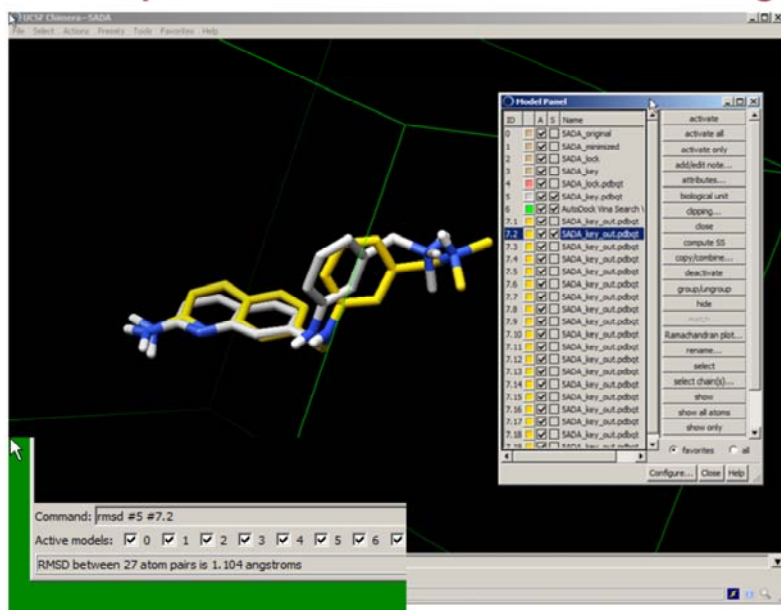 UCSF Chimera - SADA
File Select Actions Presets Tools Favorites Help
Model Panel
ID A S Name
0 SADA_original
1 SADA_minimized
2 SADA_lock
3 SADA_key
4 SADA_lock.pdbqt
5 SADA_key.pdbqt
6 AutoDock Vina Search V
7.1 SADA_key_out.pdbqt
7.2 SADA_key_out.pdbqt
7.3 SADA_key_out.pdbqt
7.4 SADA_key_out.pdbqt
7.5 SADA_key_out.pdbqt
7.6 SADA_key_out.pdbqt
7.7 SADA_key_out.pdbqt
7.8 SADA_key_out.pdbqt
7.9 SADA_key_out.pdbqt
7.10 SADA_key_out.pdbqt
7.11 SADA_key_out.pdbqt
7.12 SADA_key_out.pdbqt
7.13 SADA_key_out.pdbqt
7.14 SADA_key_out.pdbqt
7.15 SADA_key_out.pdbqt
7.16 SADA_key_out.pdbqt
7.17 SADA_key_out.pdbqt
7.18 SADA_key_out.pdbqt
7.19 SADA_key_out.pdbqt
activate
activate all
activate only
add/edit note...
attributes...
biological unit
clipping...
close
compute SS
copy/combine...
deactivate
group/ungroup
hide
match...
Ramachandran plot...
rename...
select
select chain(s)...
show
show all atoms
show only
favorites all
Configure... Close Help
Command: rmsd #5 #7.2
Active models: 0 1 2 3 4 5 6
RMSD between 27 atom pairs is 1.104 angstroms